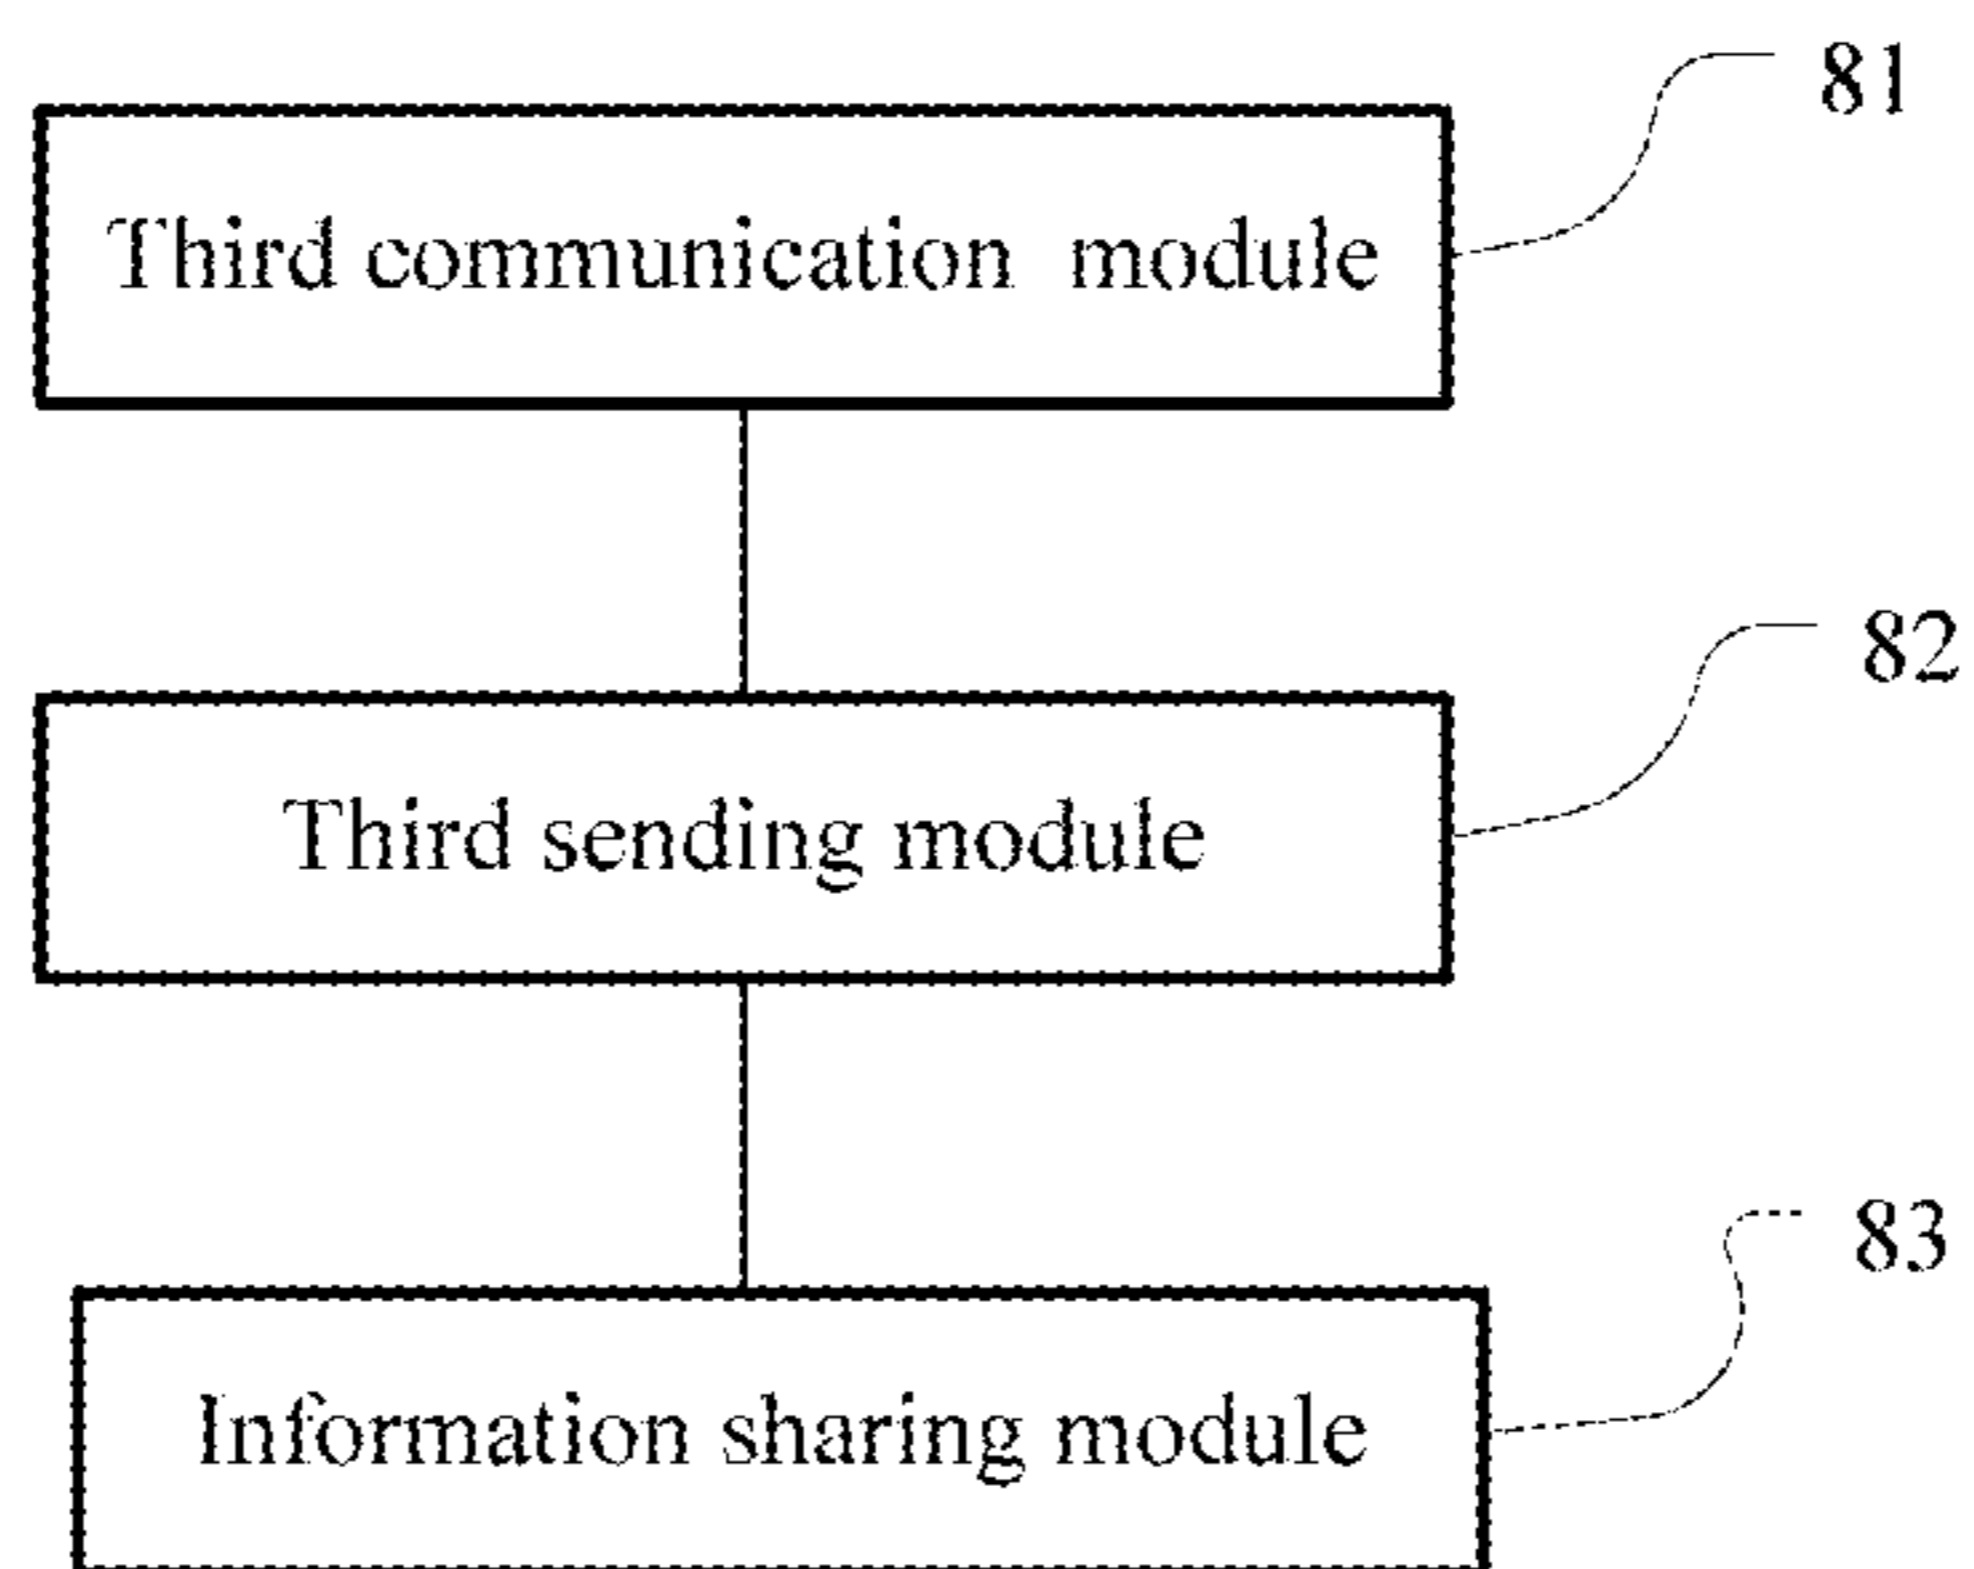 81
Third communication module
82
Third sending module
83
Information sharing module